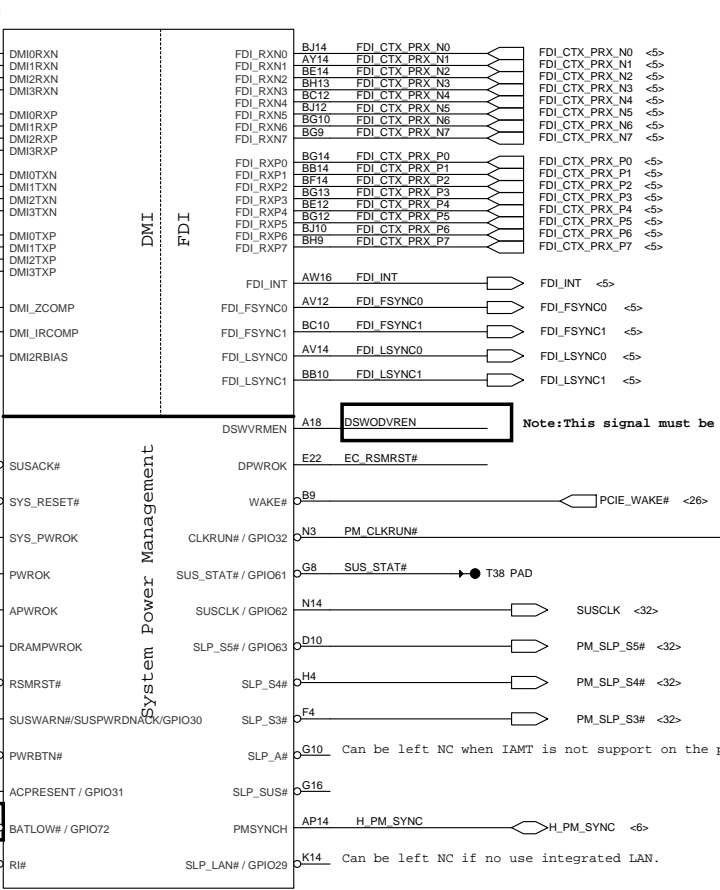 DMI0RXN
DMI1RXN
DMI2RXN
DMI3RXN
DMI0RXP
DMI1RXP
DMI2RXP
DMI3RXP
DMI0TXN
DMI1TXN
DMI2TXN
DMI3TXN
DMI0TXP
DMI1TXP
DMI2TXP
DMI3TXP
DMI_ZCOMP
DMI_IRCOMP
DMI2RBIAS
DMI
FDI
FDI_RXN0 BJ14 FDI_CTX_PRX_N0 FDI_CTX_PRX_N0 <5>
FDI_RXN1 AY14 FDI_CTX_PRX_N1 FDI_CTX_PRX_N1 <5>
FDI_RXN2 BE14 FDI_CTX_PRX_N2 FDI_CTX_PRX_N2 <5>
FDI_RXN3 BH13 FDI_CTX_PRX_N3 FDI_CTX_PRX_N3 <5>
FDI_RXN4 BC12 FDI_CTX_PRX_N4 FDI_CTX_PRX_N4 <5>
FDI_RXN5 BJ12 FDI_CTX_PRX_N5 FDI_CTX_PRX_N5 <5>
FDI_RXN6 BG10 FDI_CTX_PRX_N6 FDI_CTX_PRX_N6 <5>
FDI_RXN7 BG9 FDI_CTX_PRX_N7 FDI_CTX_PRX_N7 <5>
FDI_RXP0 BG14 FDI_CTX_PRX_P0 FDI_CTX_PRX_P0 <5>
FDI_RXP1 BB14 FDI_CTX_PRX_P1 FDI_CTX_PRX_P1 <5>
FDI_RXP2 BF14 FDI_CTX_PRX_P2 FDI_CTX_PRX_P2 <5>
FDI_RXP3 BG13 FDI_CTX_PRX_P3 FDI_CTX_PRX_P3 <5>
FDI_RXP4 BE12 FDI_CTX_PRX_P4 FDI_CTX_PRX_P4 <5>
FDI_RXP5 BG12 FDI_CTX_PRX_P5 FDI_CTX_PRX_P5 <5>
FDI_RXP6 BJ10 FDI_CTX_PRX_P6 FDI_CTX_PRX_P6 <5>
FDI_RXP7 BH9 FDI_CTX_PRX_P7 FDI_CTX_PRX_P7 <5>
FDI_INT AW16 FDI_INT FDI_INT <5>
FDI_FSYNC0 AV12 FDI_FSYNC0 FDI_FSYNC0 <5>
FDI_FSYNC1 BC10 FDI_FSYNC1 FDI_FSYNC1 <5>
FDI_LSYNC0 AV14 FDI_LSYNC0 FDI_LSYNC0 <5>
FDI_LSYNC1 BB10 FDI_LSYNC1 FDI_LSYNC1 <5>
System Power Management
DSWVRMEN A18 DSWODVREN Note:This signal must be
SUSACK# DPWROK E22 EC_RSMRST#
SYS_RESET# WAKE# B9 PCIE_WAKE# <26>
SYS_PWROK CLKRUN# / GPIO32 N3 PM_CLKRUN#
PWROK SUS_STAT# / GPIO61 G8 SUS_STAT# T38 PAD
APWROK SUSCLK / GPIO62 N14 SUSCLK <32>
DRAMPWROK SLP_S5# / GPIO63 D10 PM_SLP_S5# <32>
RSMRST# SLP_S4# H4 PM_SLP_S4# <32>
SUSWARN#/SUSPWRDNACK/GPIO30 SLP_S3# F4 PM_SLP_S3# <32>
PWRBTN# SLP_A# G10 Can be left NC when IAMT is not support on the
ACPRESENT / GPIO31 SLP_SUS# G16
BATLOW# / GPIO72 PMSYNCH AP14 H_PM_SYNC H_PM_SYNC <6>
RI# SLP_LAN# / GPIO29 K14 Can be left NC if no use integrated LAN.